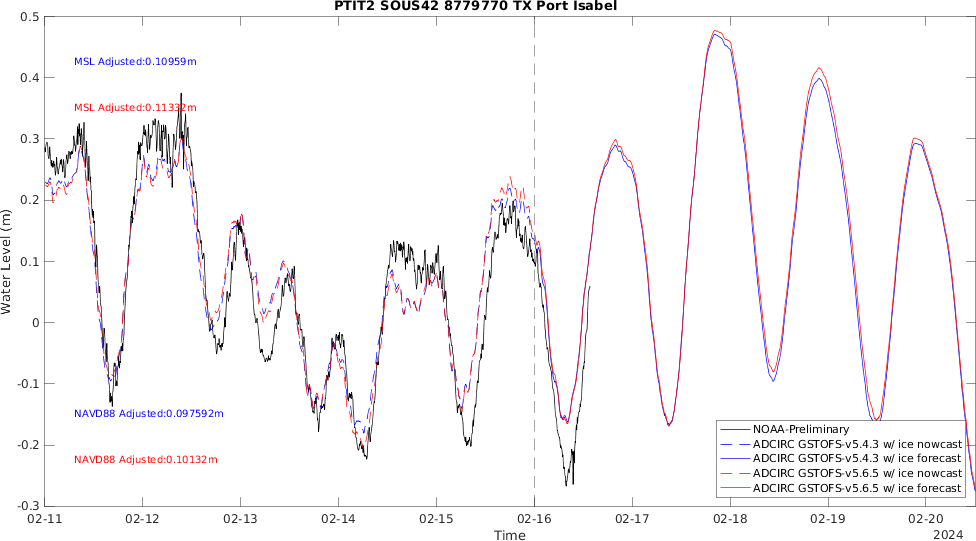 PTIT2 SOUS42 8779770 TX Port Isabel
0.5
0.4
0.3
0.2
0.1
0
-0.1
-0.2
-0.3
Water Level (m)
MSL Adjusted:0.10959m
MSL Adjusted:0.11332m
NAVD88 Adjusted:0.097592m
NAVD88 Adjusted:0.10132m
NOAA-Preliminary
ADCIRC GSTOFS-v5.4.3 w/ ice nowcast
ADCIRC GSTOFS-v5.4.3 w/ ice forecast
ADCIRC GSTOFS-v5.6.5 w/ ice nowcast
ADCIRC GSTOFS-v5.6.5 w/ ice forecast
02-11 02-12 02-13 02-14 02-15 02-16 02-17 02-18 02-19 02-20
Time
2024